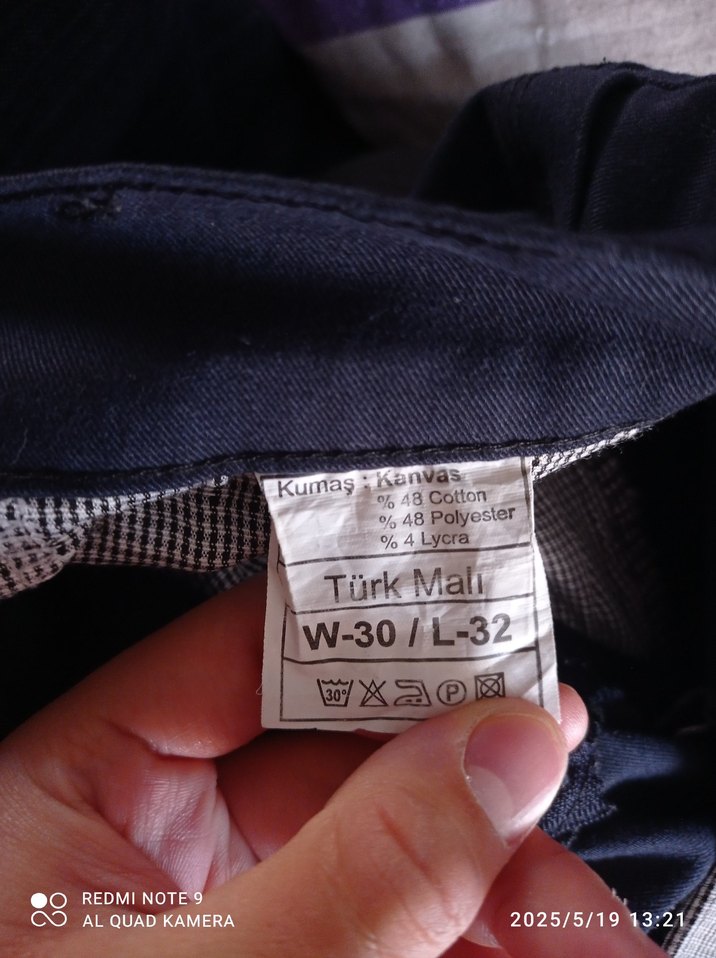 Kumaş : Kanvas
% 48 Cotton
% 48 Polyester
% 4 Lycra
Türk Malı
W-30 / L-32
30°
P
REDMI NOTE 9
AL QUAD KAMERA
2025/5/19 13:21